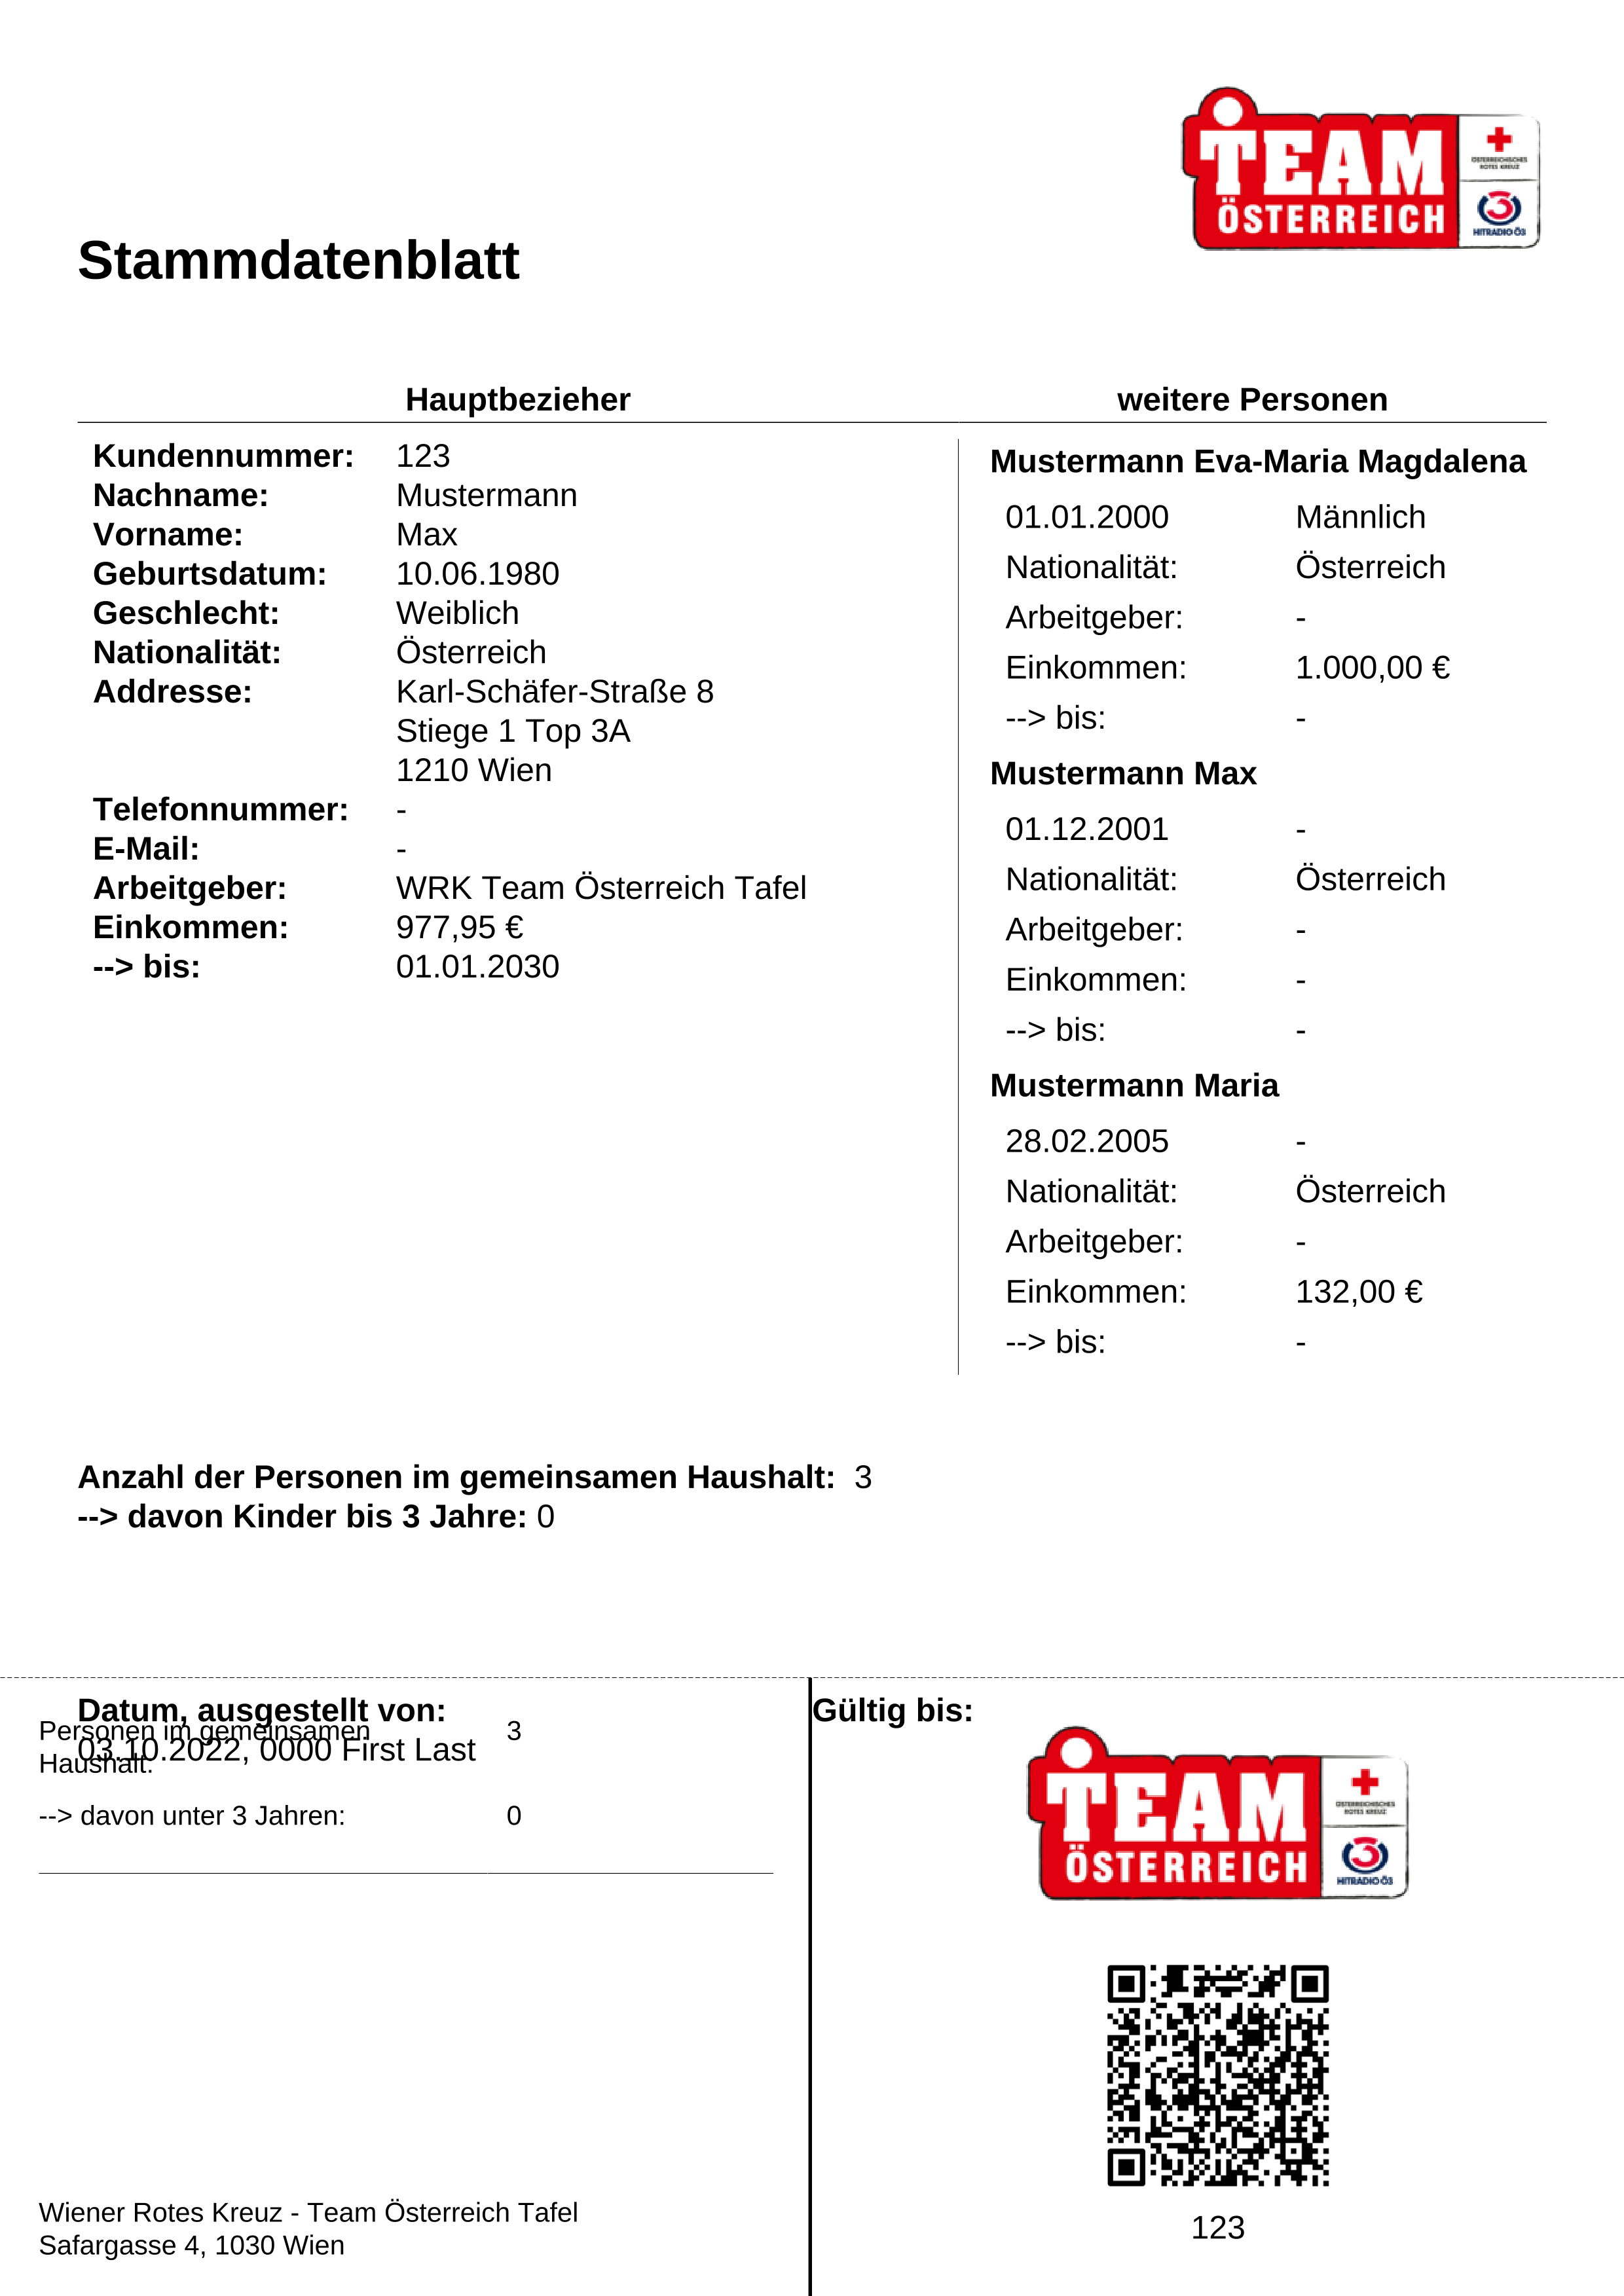 TEAM
ÖSTERREICH
ÖSTERREICHISCHES
ROTES KREUZ
HITRADIO Ö3
Stammdatenblatt
Hauptbezieher
Kundennummer: 123
Nachname: Mustermann
Vorname: Max
Geburtsdatum: 10.06.1980
Geschlecht: Weiblich
Nationalität: Österreich
Addresse: Karl-Schäfer-Straße 8
Stiege 1 Top 3A
1210 Wien
Telefonnummer: -
E-Mail: -
Arbeitgeber: WRK Team Österreich Tafel
Einkommen: 977,95 €
--> bis: 01.01.2030
weitere Personen
Mustermann Eva-Maria Magdalena
01.01.2000 Männlich
Nationalität: Österreich
Arbeitgeber: -
Einkommen: 1.000,00 €
--> bis: -
Mustermann Max
01.12.2001 -
Nationalität: Österreich
Arbeitgeber: -
Einkommen: -
--> bis: -
Mustermann Maria
28.02.2005 -
Nationalität: Österreich
Arbeitgeber: -
Einkommen: 132,00 €
--> bis: -
Anzahl der Personen im gemeinsamen Haushalt: 3
--> davon Kinder bis 3 Jahre: 0
Datum, ausgestellt von:
03.10.2022, 0000 First Last
Personen im gemeinsamen 3
Haushalt:
--> davon unter 3 Jahren: 0
Wiener Rotes Kreuz - Team Österreich Tafel
Safargasse 4, 1030 Wien
Gültig bis:
TEAM
ÖSTERREICH
ÖSTERREICHISCHES
ROTES KREUZ
HITRADIO Ö3
123